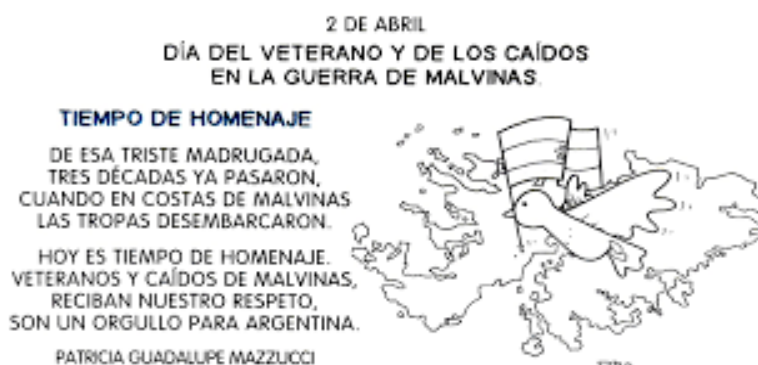 2 DE ABRIL
DÍA DEL VETERANO Y DE LOS CAÍDOS
EN LA GUERRA DE MALVINAS.
TIEMPO DE HOMENAJE
DE ESA TRISTE MADRUGADA,
TRES DÉCADAS YA PASARON,
CUANDO EN COSTAS DE MALVINAS
LAS TROPAS DESEMBARCARON.
HOY ES TIEMPO DE HOMENAJE.
VETERANOS Y CAÍDOS DE MALVINAS,
RECIBAN NUESTRO RESPETO,
SON UN ORGULLO PARA ARGENTINA.
PATRICIA GUADALUPE MAZZUCCI